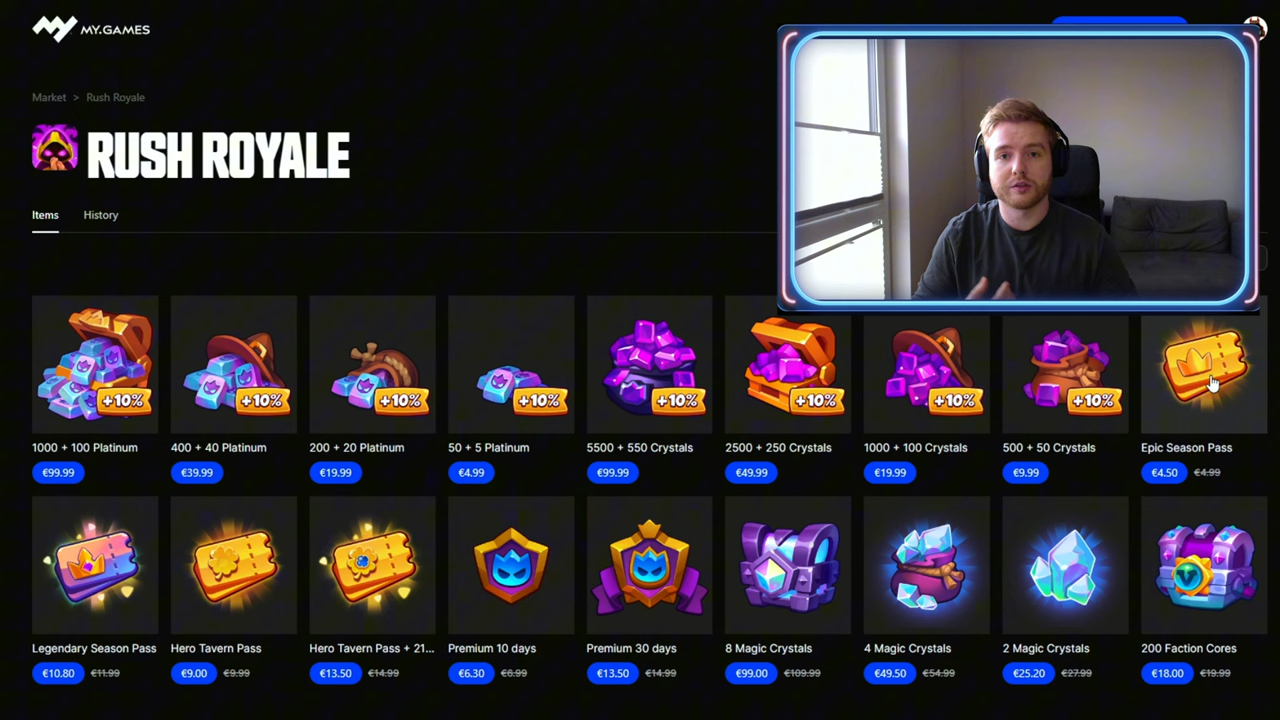 MY.GAMES
Market > Rush Royale
RUSH ROYALE
Items History
+10% +10% +10% +10% +10% +10% +10% +10%
1000 + 100 Platinum 400 + 40 Platinum 200 + 20 Platinum 50 + 5 Platinum 5500 + 550 Crystals 2500 + 250 Crystals 1000 + 100 Crystals 500 + 50 Crystals Epic Season Pass
€99.99 €39.99 €19.99 €4.99 €99.99 €49.99 €19.99 €9.99 €4.50 €4.99
Legendary Season Pass Hero Tavern Pass Hero Tavern Pass + 21... Premium 10 days Premium 30 days 8 Magic Crystals 4 Magic Crystals 2 Magic Crystals 200 Faction Cores
€10.80 €11.99 €9.00 €9.99 €13.50 €14.99 €6.30 €6.99 €13.50 €14.99 €99.00 €109.99 €49.50 €54.99 €25.20 €27.99 €18.00 €19.99